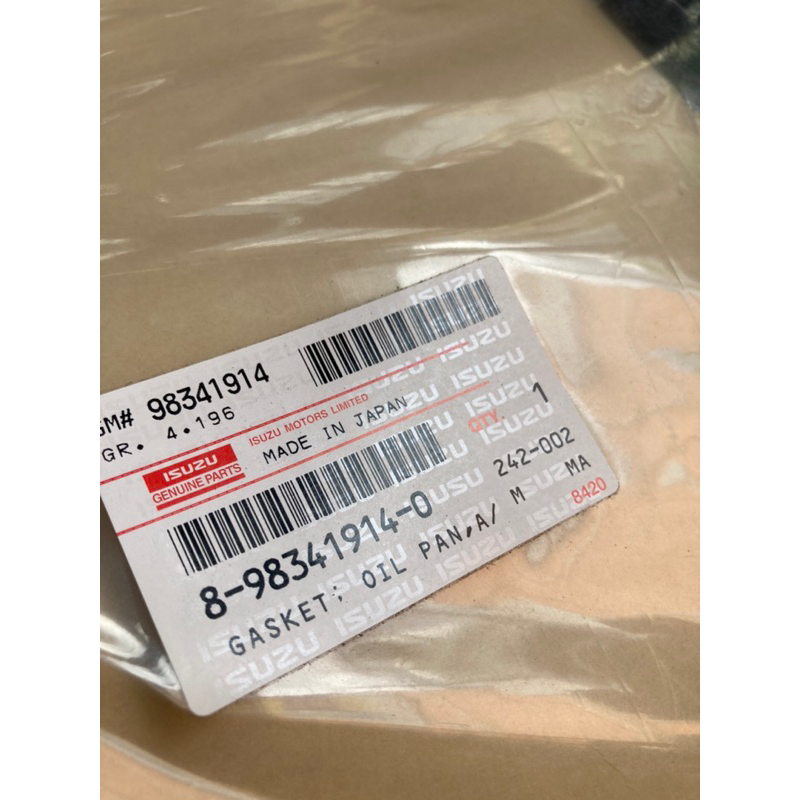 GM# 98341914
GR. 4.196
ISUZU MOTORS LIMITED
MADE IN JAPAN
ISUZU
GENUINE PARTS
QTY. 1
242-002
8-98341914-0
MA
GASKET; OIL PAN,A/ M
8420